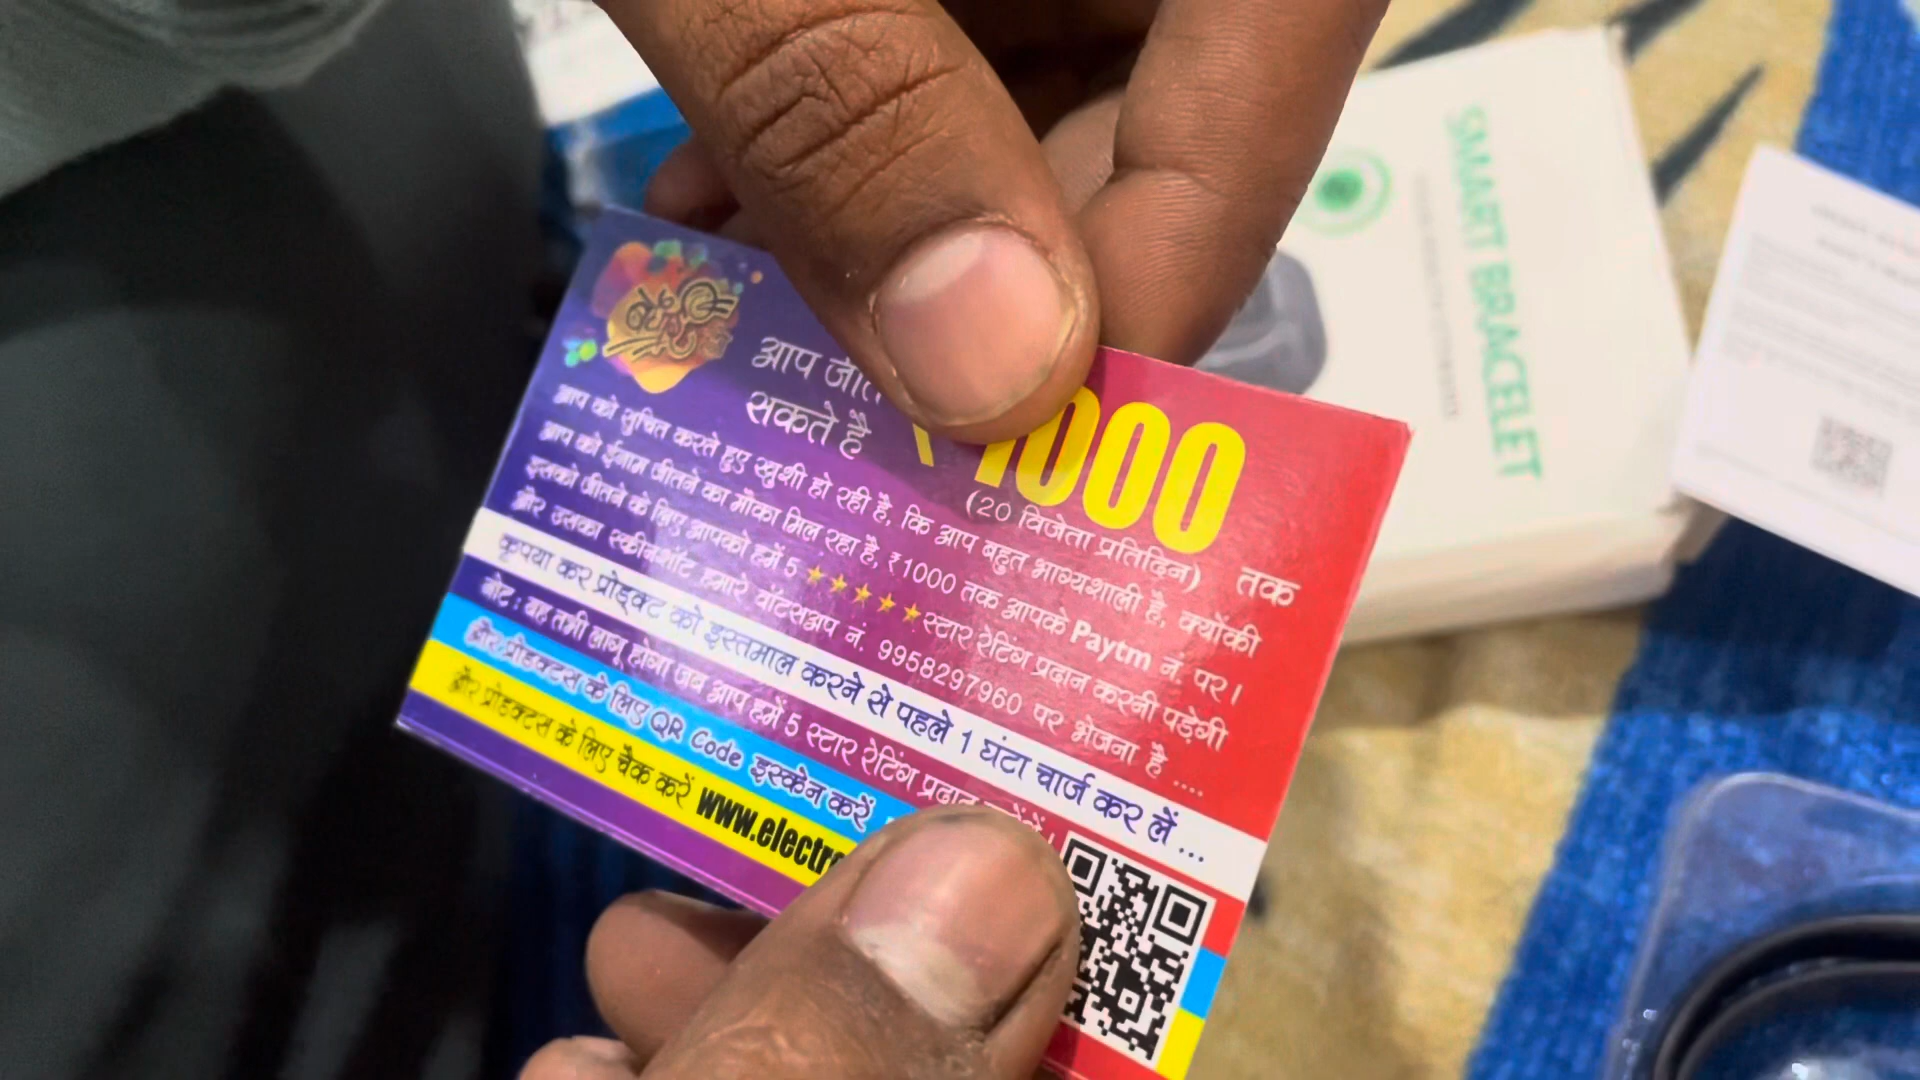 आप जीत
सकते है
₹ 1000
(20 विजेता प्रतिदिन) तक
आप को सुचित करते हुए खुशी हो रही है, कि आप बहुत भाग्यशाली है, क्योंकी
आप को ईनाम जीतने का मौका मिल रहा है, ₹1000 तक आपके Paytm नं. पर।
इसको जीतने के लिए आपको हमें 5 ★★★★★ स्टार रेटिंग प्रदान करनी पड़ेगी
और उसका स्क्रीनशॉट हमारे वॉटसअप नं. 9958297960 पर भेजना है ....
कृपया कर प्रोड्क्ट को इस्तमाल करने से पहले 1 घंटा चार्ज कर लें ...
नोट : यह तभी लागू होगा जब आप हमें 5 स्टार रेटिंग प्रदान
और प्रोडक्टस के लिए QR Code इस्केन करें
और प्रोडक्टस के लिए चैक करें www.electr
SMART BRACELET